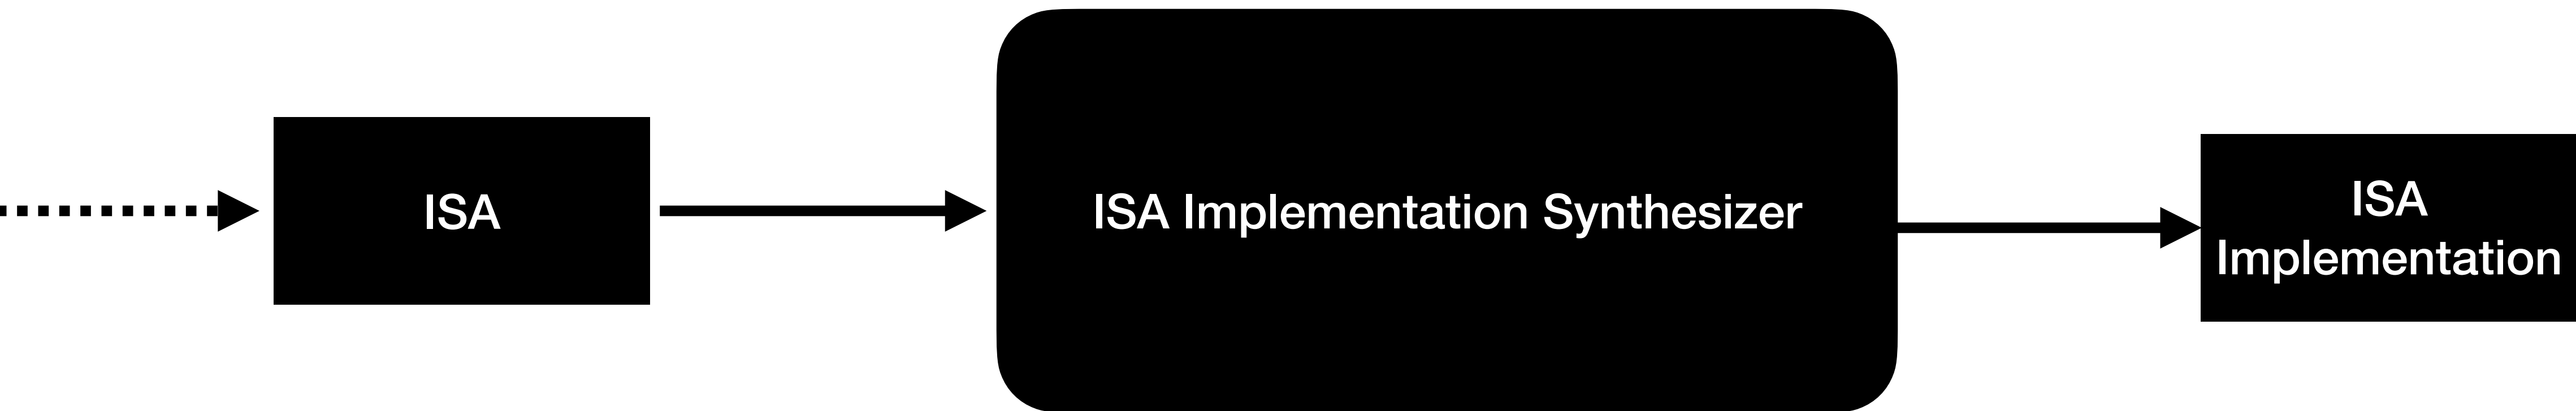 ISA
ISA Implementation Synthesizer
ISA
Implementation